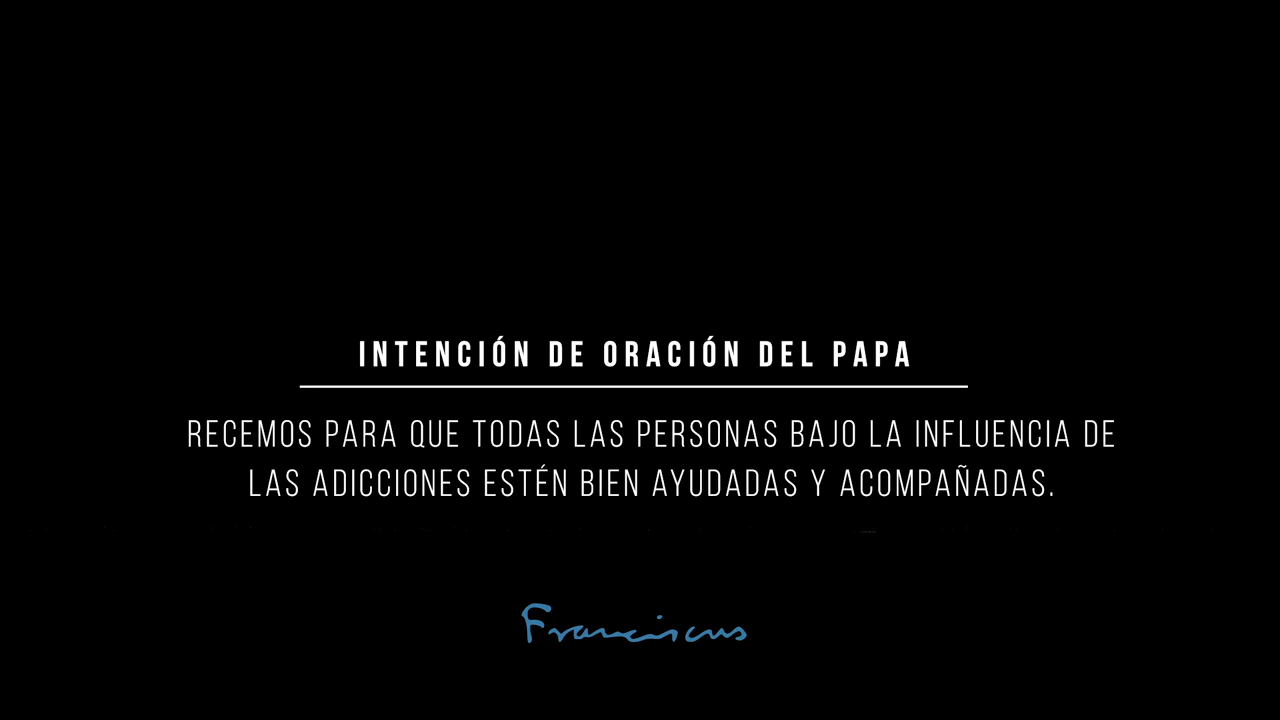 INTENCIÓN DE ORACIÓN DEL PAPA
RECEMOS PARA QUE TODAS LAS PERSONAS BAJO LA INFLUENCIA DE
LAS ADICCIONES ESTÉN BIEN AYUDADAS Y ACOMPAÑADAS.
Franciscus